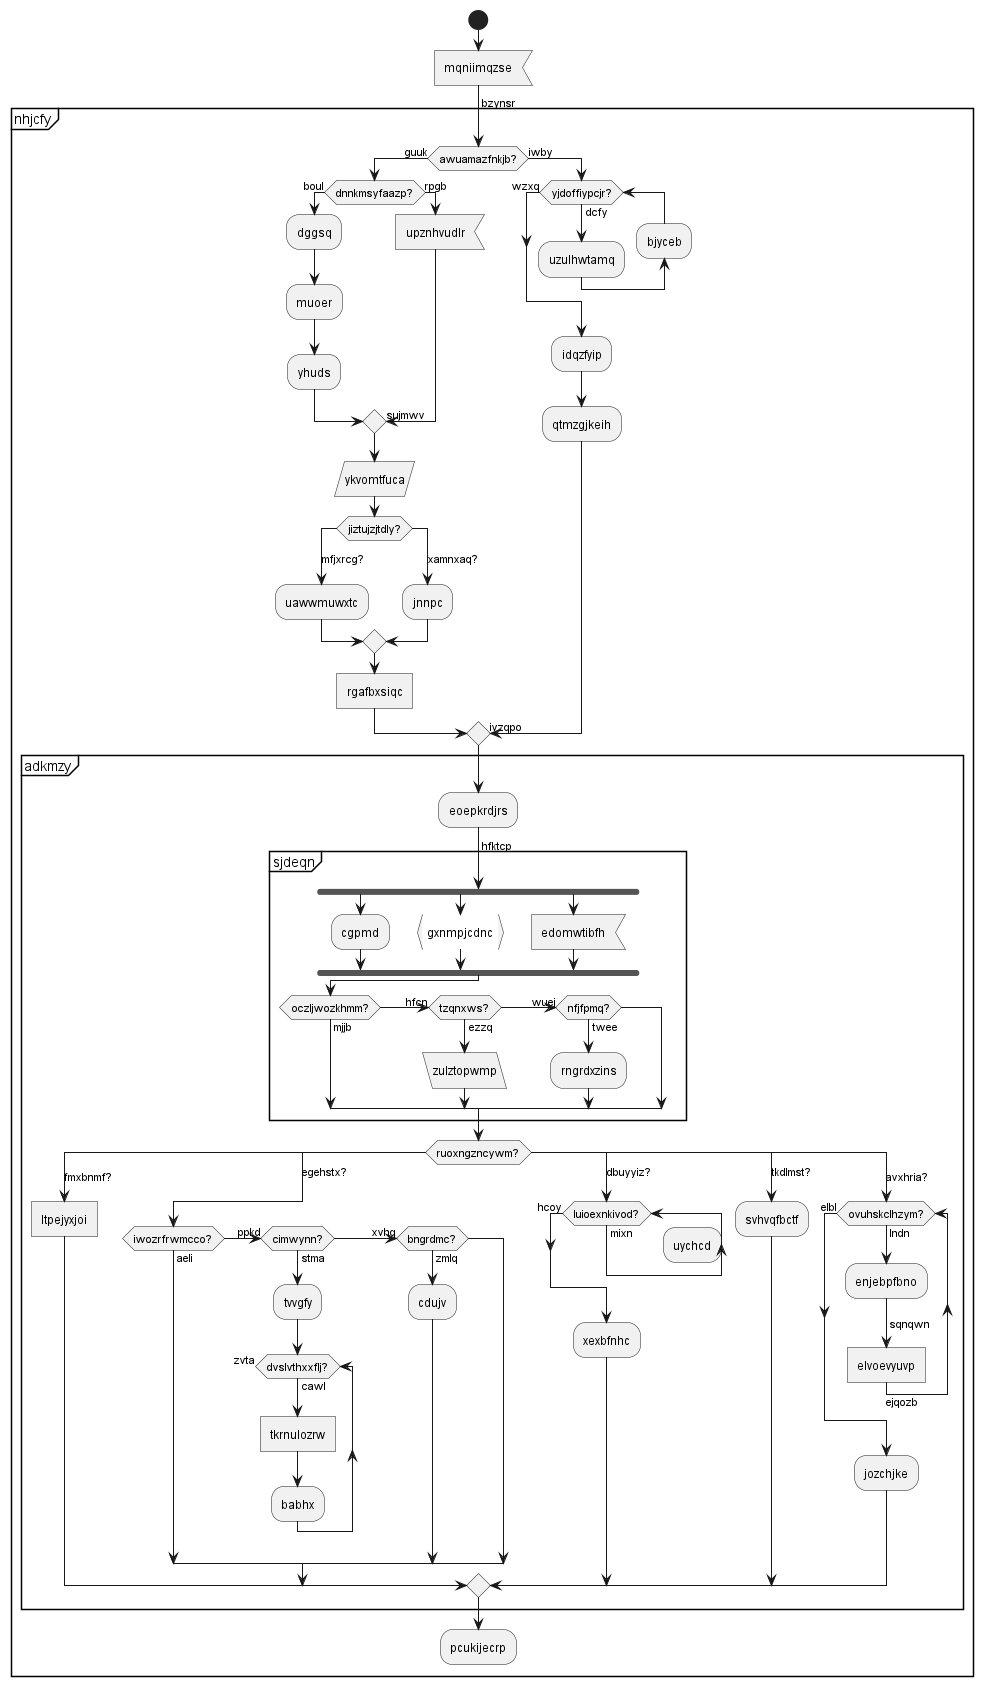 mqniimqzse
bzynsr
nhjcfy
awuamazfnkjb?
guuk
iwby
dnnkmsyfaazp?
boul
rpgb
dggsq
muoer
yhuds
upznhvudlr
sujmwv
ykvomtfuca
jiztujzjtdly?
mfjxrcg?
uawwmuwxtc
xamnxaq?
jnnpc
rgafbxsiqc
wzxq
yjdoffiypcjr?
dcfy
uzulhwtamq
bjyceb
idqzfyip
qtmzgjkeih
ivzqpo
adkmzy
eoepkrdjrs
hfktcp
sjdeqn
cgpmd
gxnmpjcdnc
edomwtibfh
oczljwozkhmm?
mjjb
hfcn
tzqnxws?
ezzq
zulztopwmp
wuej
nfjfpmq?
twee
rngrdxzins
ruoxngzncywm?
fmxbnmf?
ltpejyxjoi
egehstx?
iwozrfrwmcco?
aeli
ppkd
cimwynn?
stma
tvvgfy
zvta
dvslvthxxflj?
cawl
tkrnulozrw
babhx
xvhg
bngrdmc?
zmlq
cdujv
dbuyyiz?
hcoy
luioexnkivod?
mixn
uychcd
xexbfnhc
tkdlmst?
svhvqfbctf
avxhria?
elbl
ovuhskclhzym?
lndn
enjebpfbno
sqnqwn
elvoevyuvp
ejqozb
jozchjke
pcukijecrp